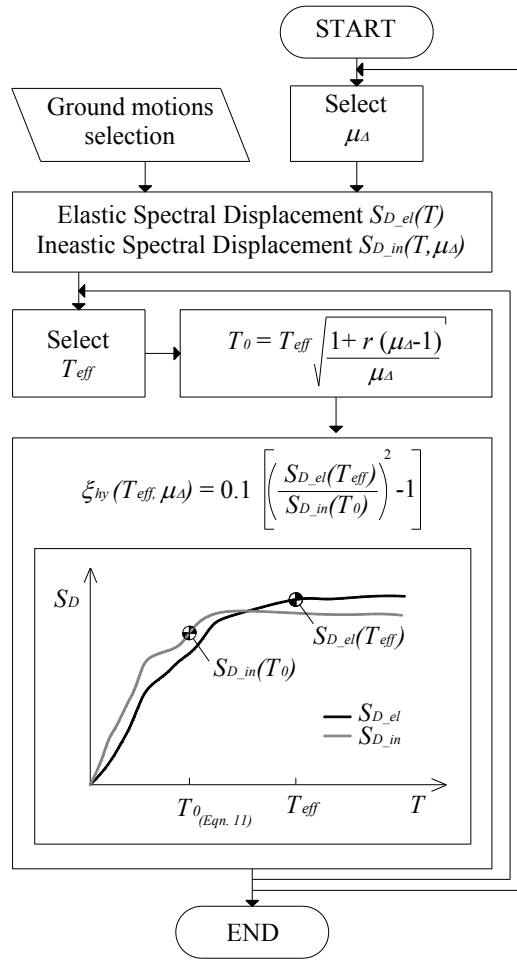 START
Ground motions
selection
Select
μΔ
Elastic Spectral Displacement SD_el(T)
Ineastic Spectral Displacement SD_in(T,μΔ)
Select
Teff
T0 = Teff √((1+ r (μΔ-1))/μΔ)
ξhy (Teff, μΔ) = 0.1 [(SD_el(Teff)/SD_in(T0))² -1]
SD
SD_el(Teff)
SD_in(T0)
SD_el
SD_in
T0 (Eqn. 11)
Teff
T
END